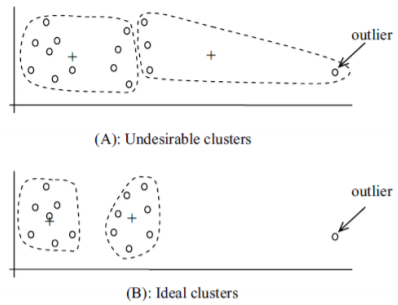 outlier
(A): Undesirable clusters
outlier
(B): Ideal clusters